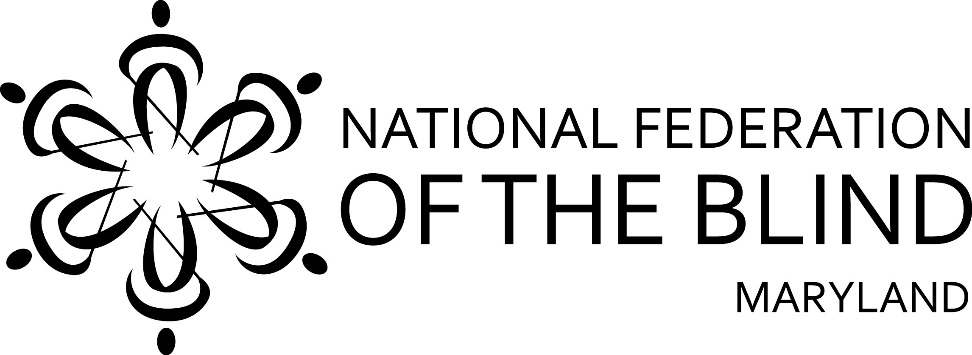 NATIONAL FEDERATION
OF THE BLIND
MARYLAND